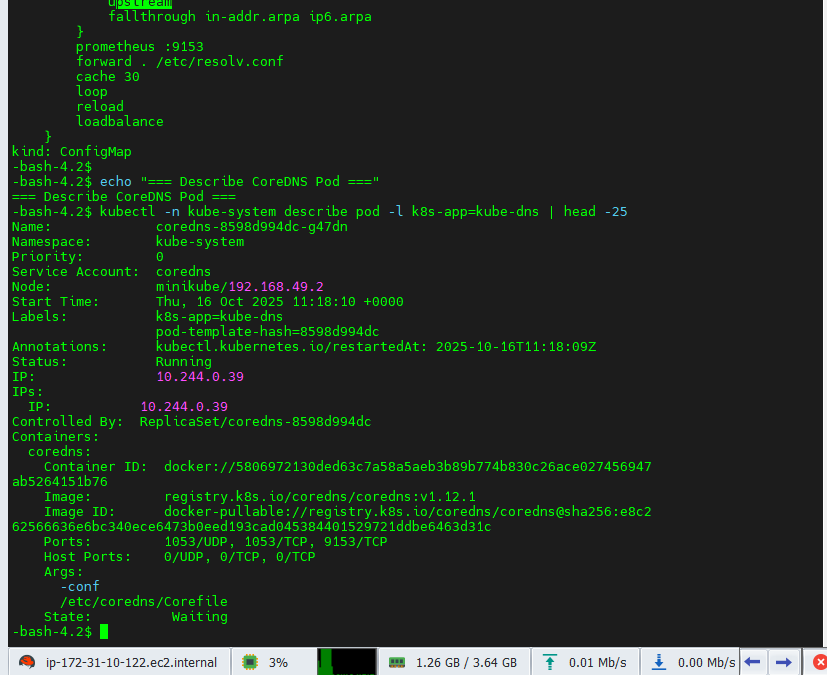 upstream
fallthrough in-addr.arpa ip6.arpa
}
prometheus :9153
forward . /etc/resolv.conf
cache 30
loop
reload
loadbalance
}
kind: ConfigMap
-bash-4.2$
-bash-4.2$ echo "=== Describe CoreDNS Pod ==="
=== Describe CoreDNS Pod ===
-bash-4.2$ kubectl -n kube-system describe pod -l k8s-app=kube-dns | head -25
Name:             coredns-8598d994dc-g47dn
Namespace:        kube-system
Priority:         0
Service Account:  coredns
Node:             minikube/192.168.49.2
Start Time:       Thu, 16 Oct 2025 11:18:10 +0000
Labels:           k8s-app=kube-dns
                  pod-template-hash=8598d994dc
Annotations:      kubectl.kubernetes.io/restartedAt: 2025-10-16T11:18:09Z
Status:           Running
IP:               10.244.0.39
IPs:
  IP:           10.244.0.39
Controlled By:  ReplicaSet/coredns-8598d994dc
Containers:
  coredns:
    Container ID:  docker://5806972130ded63c7a58a5aeb3b89b774b830c26ace027456947
ab5264151b76
    Image:         registry.k8s.io/coredns/coredns:v1.12.1
    Image ID:      docker-pullable://registry.k8s.io/coredns/coredns@sha256:e8c2
62566636e6bc340ece6473b0eed193cad045384401529721ddbe6463d31c
    Ports:         1053/UDP, 1053/TCP, 9153/TCP
    Host Ports:    0/UDP, 0/TCP, 0/TCP
    Args:
      -conf
      /etc/coredns/Corefile
    State:          Waiting
-bash-4.2$
ip-172-31-10-122.ec2.internal 3% 1.26 GB / 3.64 GB 0.01 Mb/s 0.00 Mb/s